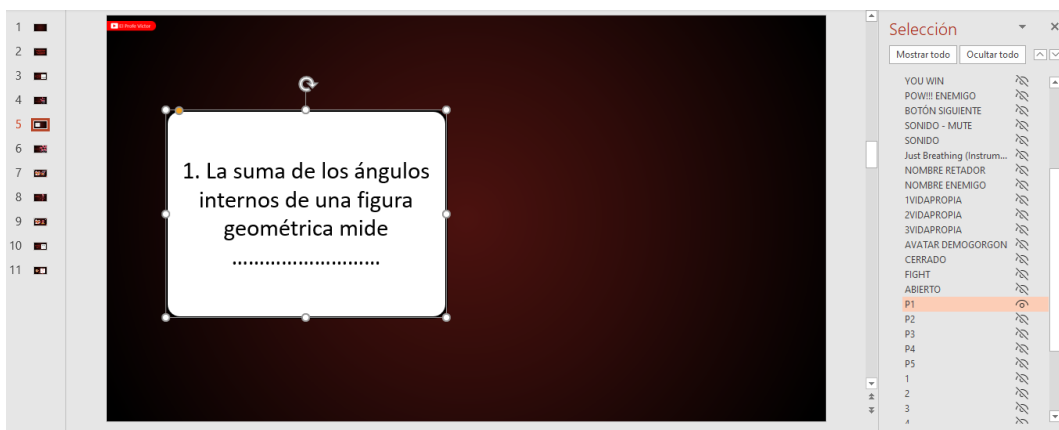 1
2
3
4
5
6
7
8
9
10
11
El Profe Victor
1. La suma de los ángulos
internos de una figura
geométrica mide
...........................
Selección
Mostrar todo
Ocultar todo
YOU WIN
POW!!! ENEMIGO
BOTÓN SIGUIENTE
SONIDO - MUTE
SONIDO
Just Breathing (Instrum...
NOMBRE RETADOR
NOMBRE ENEMIGO
1VIDAPROPIA
2VIDAPROPIA
3VIDAPROPIA
AVATAR DEMOGORGON
CERRADO
FIGHT
ABIERTO
P1
P2
P3
P4
P5
1
2
3